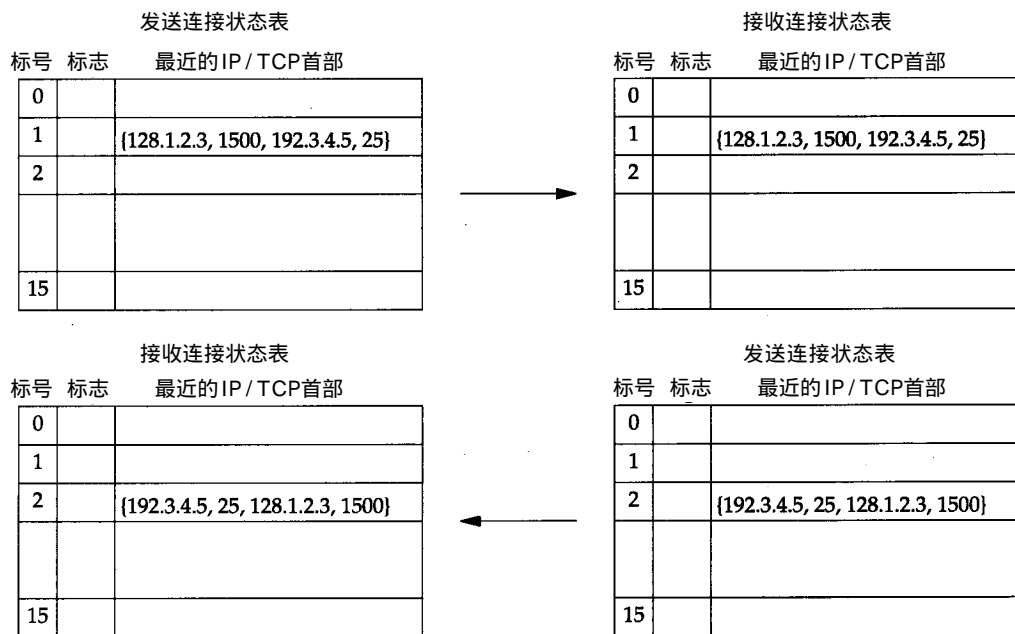 发送连接状态表
标号 标志 最近的IP/TCP首部
0
1 {128.1.2.3, 1500, 192.3.4.5, 25}
2
15
接收连接状态表
标号 标志 最近的IP/TCP首部
0
1 {128.1.2.3, 1500, 192.3.4.5, 25}
2
15
接收连接状态表
标号 标志 最近的IP/TCP首部
0
1
2 {192.3.4.5, 25, 128.1.2.3, 1500}
15
发送连接状态表
标号 标志 最近的IP/TCP首部
0
1
2 {192.3.4.5, 25, 128.1.2.3, 1500}
15